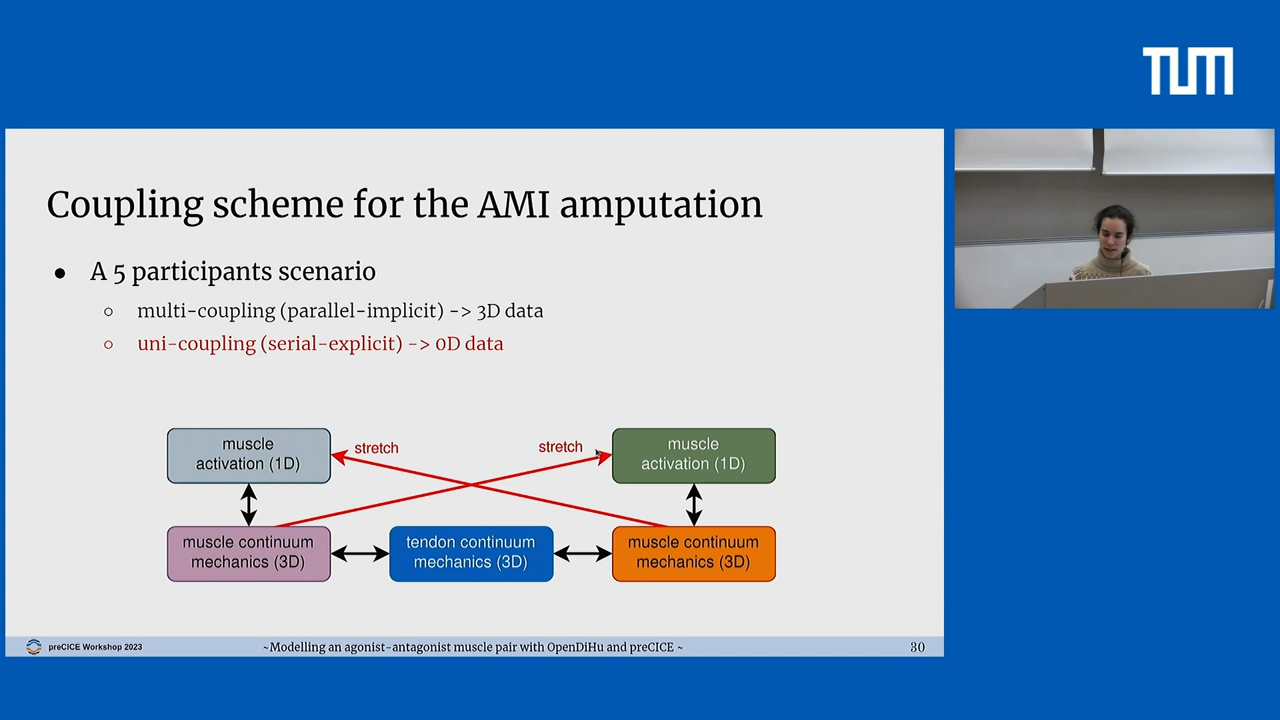 TUM
Coupling scheme for the AMI amputation
● A 5 participants scenario
○ multi-coupling (parallel-implicit) -> 3D data
○ uni-coupling (serial-explicit) -> 0D data
muscle
activation (1D)
stretch
stretch
muscle
activation (1D)
muscle continuum
mechanics (3D)
tendon continuum
mechanics (3D)
muscle continuum
mechanics (3D)
preCICE Workshop 2023
~Modelling an agonist-antagonist muscle pair with OpenDiHu and preCICE ~
30